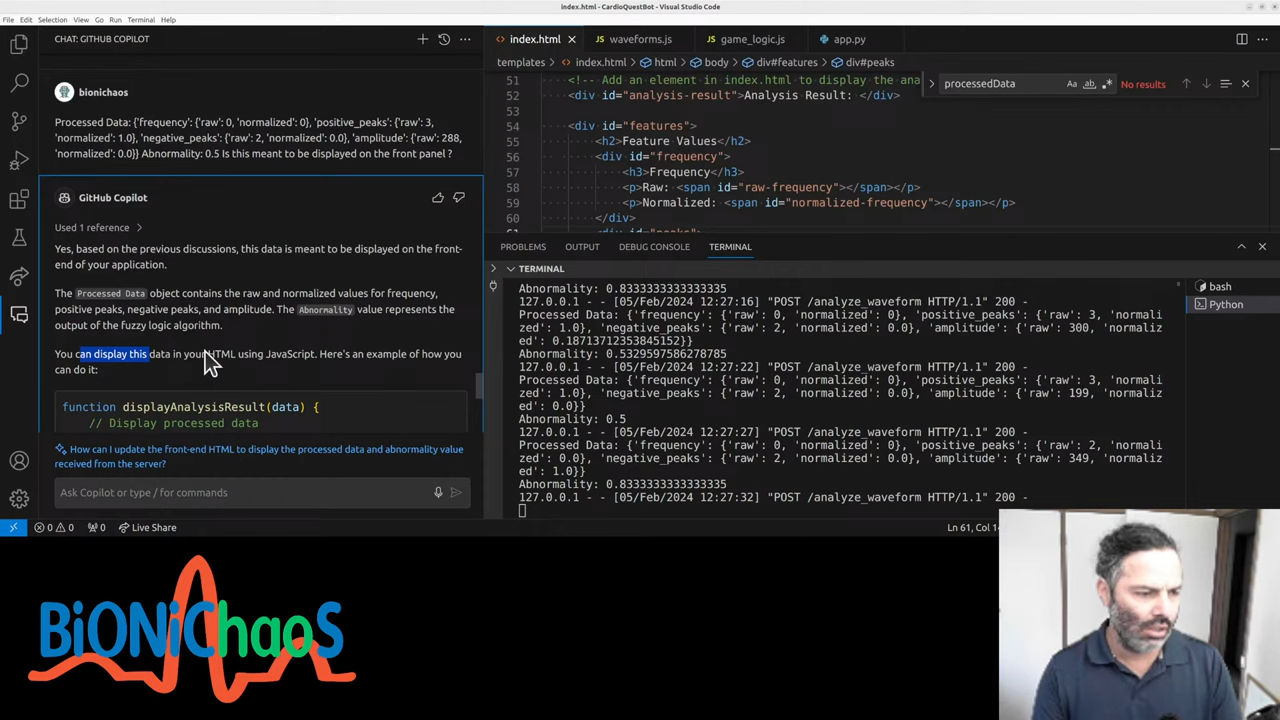 index.html - CardioQuestBot - Visual Studio Code
File Edit Selection View Go Run Terminal Help
CHAT: GITHUB COPILOT
bionichaos
Processed Data: {'frequency': {'raw': 0, 'normalized': 0}, 'positive_peaks': {'raw': 3,
'normalized': 1.0}, 'negative_peaks': {'raw': 2, 'normalized': 0.0}, 'amplitude': {'raw': 288,
'normalized': 0.0}} Abnormality: 0.5 Is this meant to be displayed on the front panel ?
GitHub Copilot
Used 1 reference
Yes, based on the previous discussions, this data is meant to be displayed on the front-
end of your application.
The Processed Data object contains the raw and normalized values for frequency,
positive peaks, negative peaks, and amplitude. The Abnormality value represents the
output of the fuzzy logic algorithm.
You can display this data in your HTML using JavaScript. Here's an example of how you
can do it:
function displayAnalysisResult(data) {
// Display processed data
How can I update the front-end HTML to display the processed data and abnormality value
received from the server?
Ask Copilot or type / for commands
index.html
waveforms.js
game_logic.js
app.py
templates > index.html > html > body > div#features > div#peaks
processedData
Aa ab
No results
51 <!-- Add an element in index.html to display the ana
52 <div id="analysis-result">Analysis Result: </div>
53
54 <div id="features">
55 <h2>Feature Values</h2>
56 <div id="frequency">
57 <h3>Frequency</h3>
58 <p>Raw: <span id="raw-frequency"></span></p>
59 <p>Normalized: <span id="normalized-frequency"></span></p>
60 </div>
PROBLEMS OUTPUT DEBUG CONSOLE TERMINAL
TERMINAL
Abnormality: 0.8333333333333335
127.0.0.1 - - [05/Feb/2024 12:27:16] "POST /analyze_waveform HTTP/1.1" 200 -
Processed Data: {'frequency': {'raw': 0, 'normalized': 0}, 'positive_peaks': {'raw': 3, 'normali
zed': 1.0}, 'negative_peaks': {'raw': 2, 'normalized': 0.0}, 'amplitude': {'raw': 300, 'normaliz
ed': 0.18713712353845152}}
Abnormality: 0.5329597586278785
127.0.0.1 - - [05/Feb/2024 12:27:22] "POST /analyze_waveform HTTP/1.1" 200 -
Processed Data: {'frequency': {'raw': 0, 'normalized': 0}, 'positive_peaks': {'raw': 3, 'normali
zed': 1.0}, 'negative_peaks': {'raw': 2, 'normalized': 0.0}, 'amplitude': {'raw': 199, 'normaliz
ed': 0.0}}
Abnormality: 0.5
127.0.0.1 - - [05/Feb/2024 12:27:27] "POST /analyze_waveform HTTP/1.1" 200 -
Processed Data: {'frequency': {'raw': 0, 'normalized': 0}, 'positive_peaks': {'raw': 2, 'normali
zed': 0.0}, 'negative_peaks': {'raw': 2, 'normalized': 0.0}, 'amplitude': {'raw': 349, 'normaliz
ed': 1.0}}
Abnormality: 0.8333333333333335
127.0.0.1 - - [05/Feb/2024 12:27:32] "POST /analyze_waveform HTTP/1.1" 200 -
bash
Python
0 0 0 Live Share
Ln 61, Col
BiONiChaoS